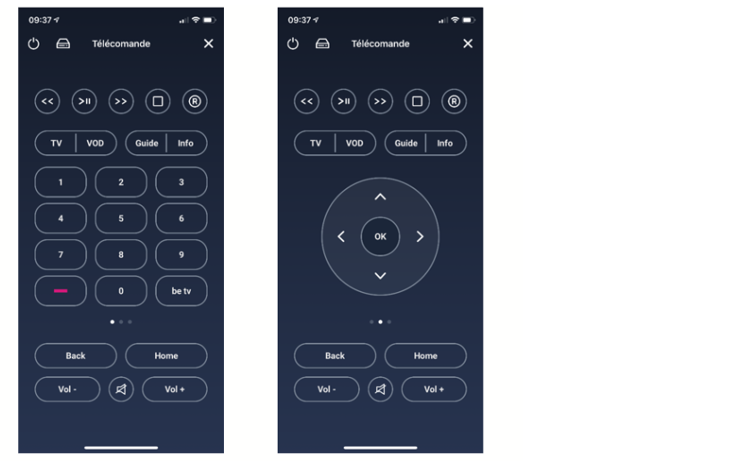 09:37
Télécomande
<< >II >> R
TV VOD Guide Info
1 2 3
4 5 6
7 8 9
0 be tv
Back Home
Vol - Vol +
09:37
Télécomande
<< >II >> R
TV VOD Guide Info
OK
Back Home
Vol - Vol +